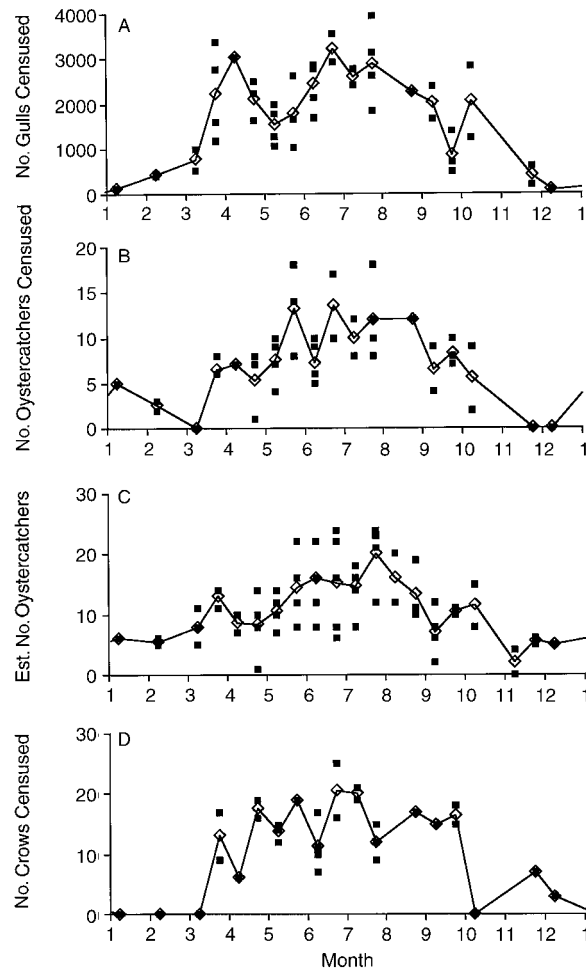 A
No. Gulls Censused
4000
3000
2000
1000
0
1 2 3 4 5 6 7 8 9 10 12 1
B
No. Oystercatchers Censused
20
15
10
5
0
1 2 3 4 5 6 7 8 9 10 12 1
C
Est. No. Oystercatchers
30
20
10
0
1 2 3 4 5 6 7 8 9 10 12 1
D
No. Crows Censused
30
20
10
0
1 2 3 4 5 6 7 8 9 10 12 1
Month